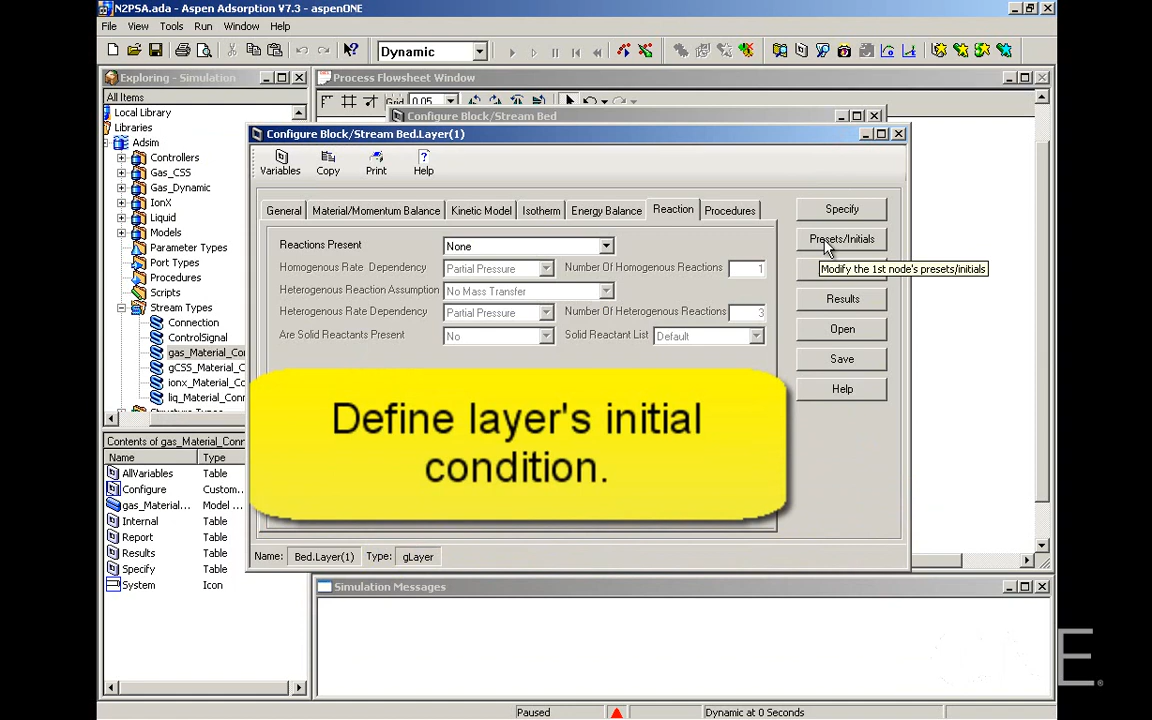 N2PSA.ada - Aspen Adsorption V7.3 - aspenONE
File View Tools Run Window Help
Dynamic
Exploring - Simulation
All Items
Local Library
Libraries
Adsim
Controllers
Gas_CSS
Gas_Dynamic
IonX
Liquid
Models
Parameter Types
Port Types
Procedures
Scripts
Stream Types
Connection
ControlSignal
gas_Material_Co
gCSS_Material_C
ionx_Material_Co
liq_Material_Conn
Contents of gas_Material_Conr
Name Type
AllVariables Table
Configure Custom...
gas_Material... Model ...
Internal Table
Report Table
Results Table
Specify Table
System Icon
Process Flowsheet Window
Grid 0.05
Configure Block/Stream Bed
Configure Block/Stream Bed.Layer(1)
Variables Copy Print Help
General Material/Momentum Balance Kinetic Model Isotherm Energy Balance Reaction Procedures
Reactions Present None
Homogenous Rate Dependency Partial Pressure Number Of Homogenous Reactions 1
Heterogenous Reaction Assumption No Mass Transfer
Heterogenous Rate Dependency Partial Pressure Number Of Heterogenous Reactions 3
Are Solid Reactants Present No Solid Reactant List Default
Specify
Presets/Initials
Modify the 1st node's presets/initials
Results
Open
Save
Help
Define layer's initial
condition.
Name: Bed.Layer(1) Type: gLayer
Simulation Messages
Paused Dynamic at 0 Seconds